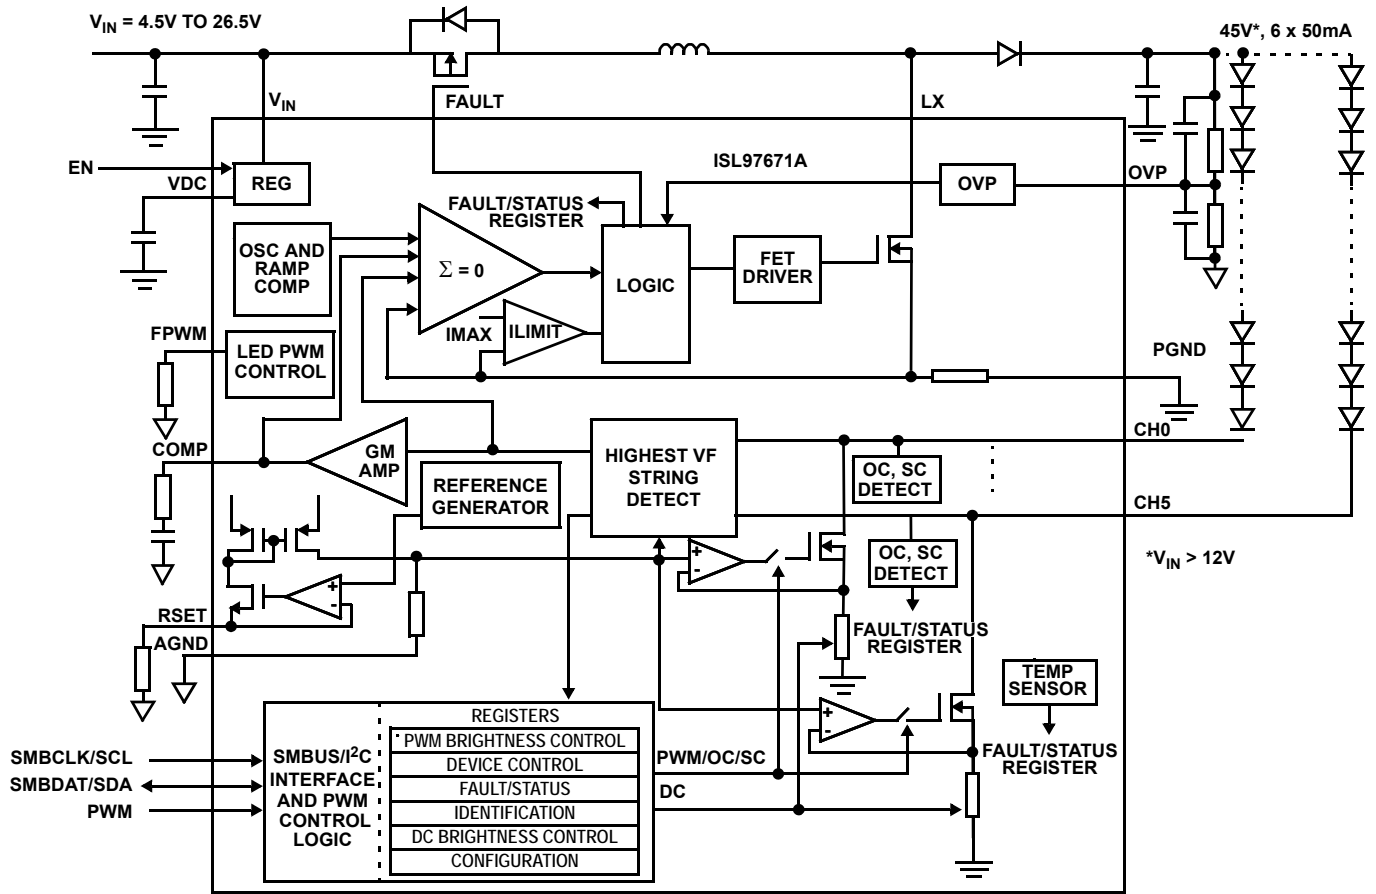 V_IN = 4.5V TO 26.5V
45V*, 6 x 50mA
V_IN
FAULT
LX
EN
VDC
REG
ISL97671A
OVP
OVP
FAULT/STATUS
REGISTER
OSC AND
RAMP
COMP
Σ = 0
LOGIC
FET
DRIVER
IMAX
ILIMIT
FPWM
LED PWM
CONTROL
PGND
COMP
GM
AMP
HIGHEST VF
STRING
DETECT
CH0
OC, SC
DETECT
REFERENCE
GENERATOR
CH5
+
-
OC, SC
DETECT
*V_IN > 12V
+
-
RSET
AGND
FAULT/STATUS
REGISTER
TEMP
SENSOR
+
-
FAULT/STATUS
REGISTER
SMBCLK/SCL
SMBDAT/SDA
PWM
SMBUS/I²C
INTERFACE
AND PWM
CONTROL
LOGIC
REGISTERS
PWM BRIGHTNESS CONTROL
DEVICE CONTROL
FAULT/STATUS
IDENTIFICATION
DC BRIGHTNESS CONTROL
CONFIGURATION
PWM/OC/SC
DC